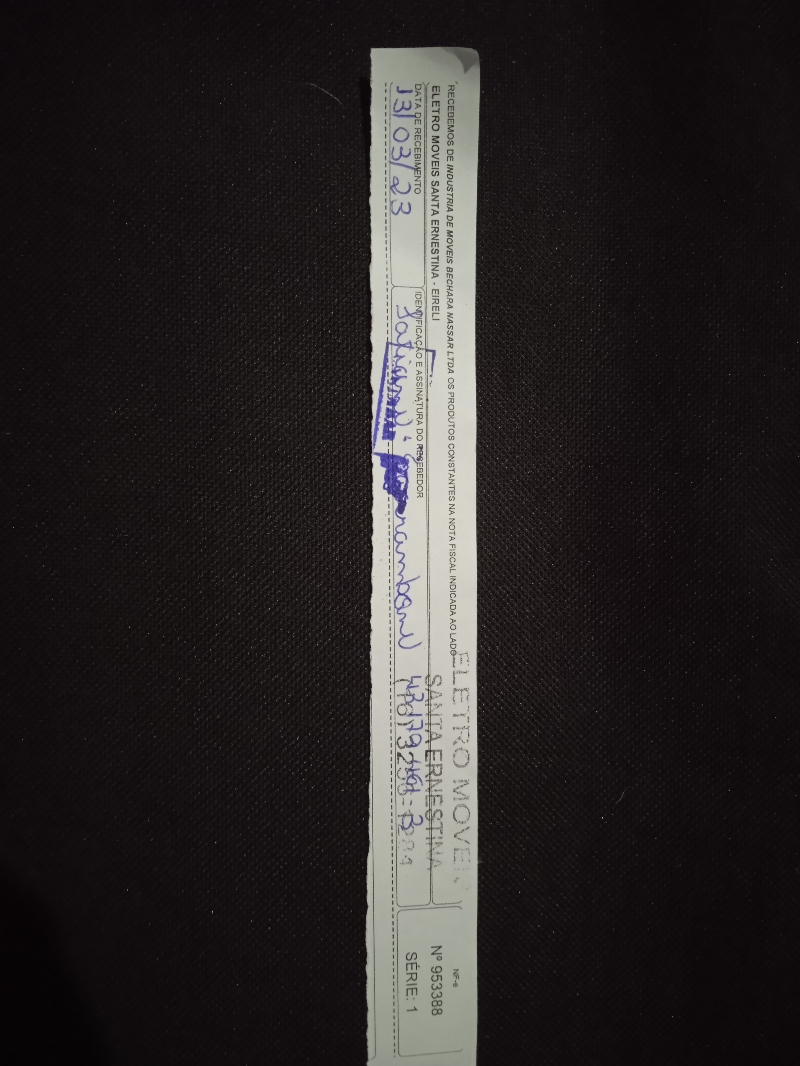 RECEBEMOS DE INDUSTRIA DE MOVEIS BECHARA NASSAR LTDA OS PRODUTOS CONSTANTES NA NOTA FISCAL INDICADA AO LADO
ELETRO MOVEIS SANTA ERNESTINA - EIRELI
DATA DE RECEBIMENTO
13/03/23
IDENTIFICAÇÃO E ASSINATURA DO RECEBEDOR
ELETRO MOVEIS
SANTA ERNESTINA
NF-e
Nº 953388
SÉRIE: 1